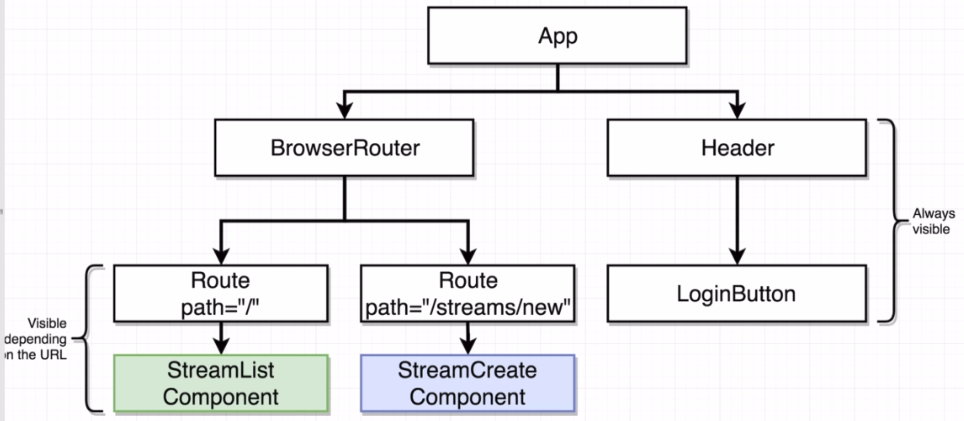 App
BrowserRouter
Header
Always
visible
Route
path="/"
Route
path="/streams/new"
LoginButton
Visible
depending
n the URL
StreamList
Component
StreamCreate
Component